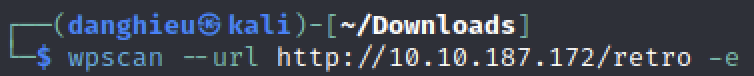 ┌──(danghieu㉿kali)-[~/Downloads]
└─$ wpscan --url http://10.10.187.172/retro -e